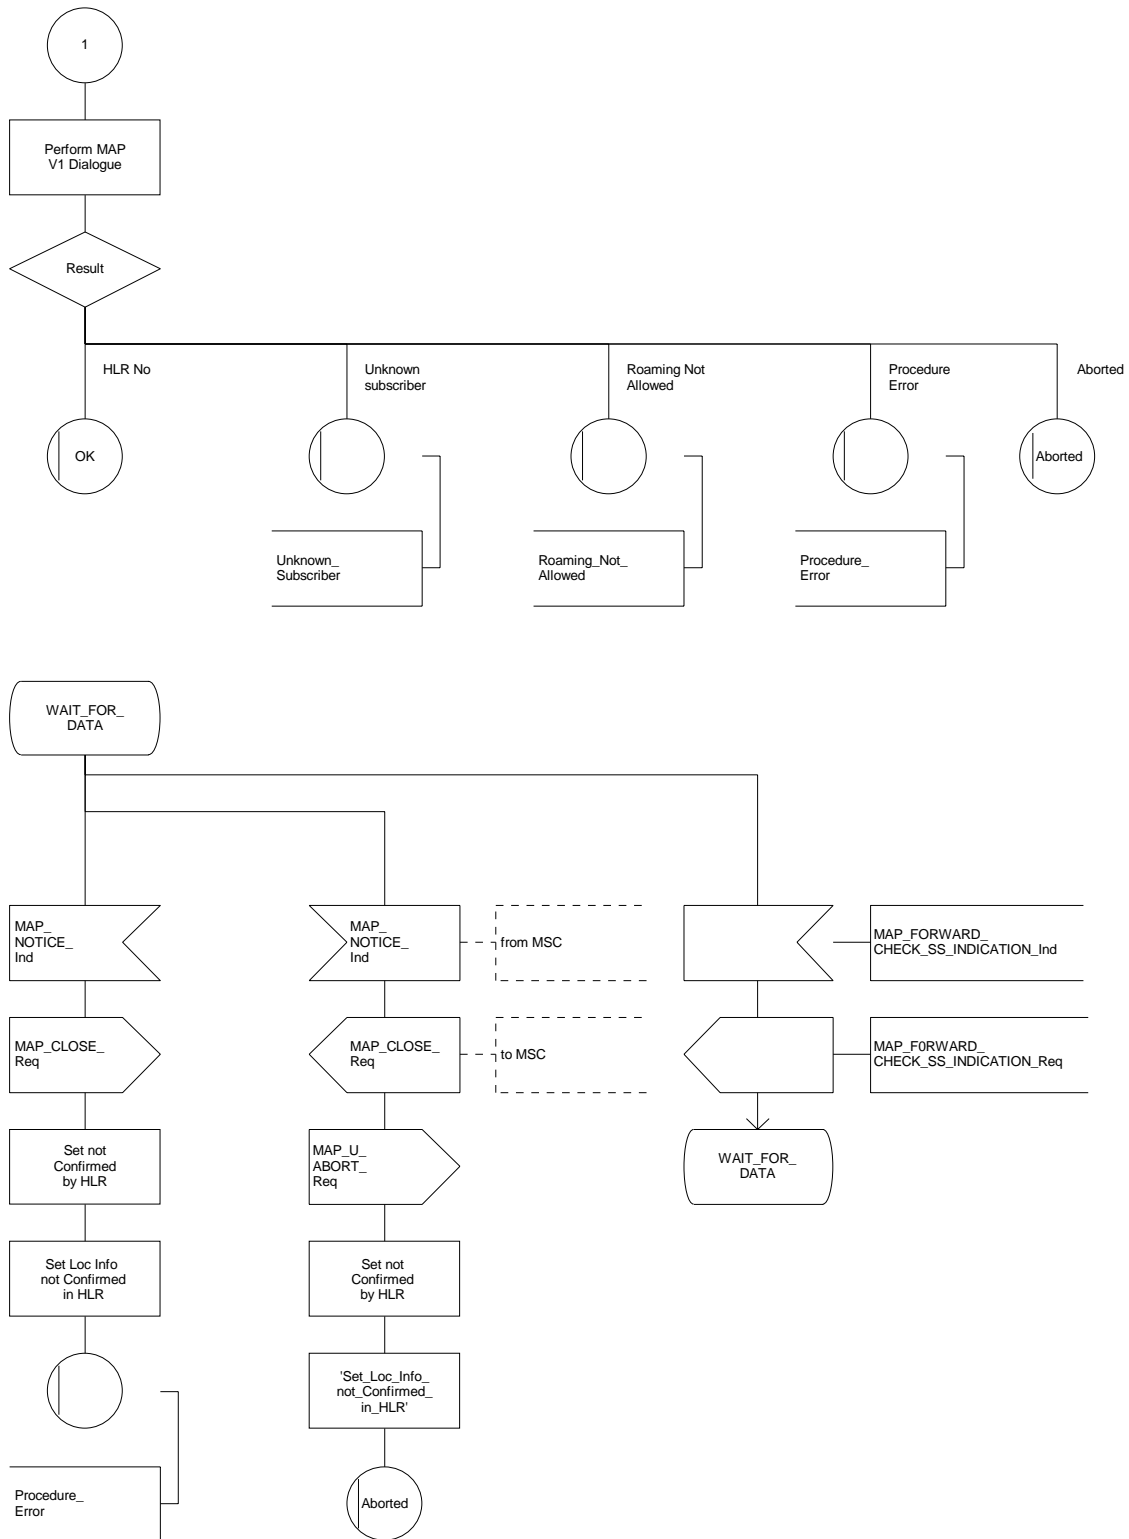 1
Perform MAP
V1 Dialogue
Result
HLR No
Unknown
subscriber
Roaming Not
Allowed
Procedure
Error
Aborted
OK
Aborted
Unknown_
Subscriber
Roaming_Not_
Allowed
Procedure_
Error
WAIT_FOR_
DATA
MAP_
NOTICE_
Ind
MAP_
NOTICE_
Ind
from MSC
MAP_FORWARD_
CHECK_SS_INDICATION_Ind
MAP_CLOSE_
Req
MAP_CLOSE_
Req
to MSC
MAP_F0RWARD_
CHECK_SS_INDICATION_Req
Set not
Confirmed
by HLR
MAP_U_
ABORT_
Req
WAIT_FOR_
DATA
Set Loc Info
not Confirmed
in HLR
Set not
Confirmed
by HLR
'Set_Loc_Info_
not_Confirmed_
in_HLR'
Procedure_
Error
Aborted